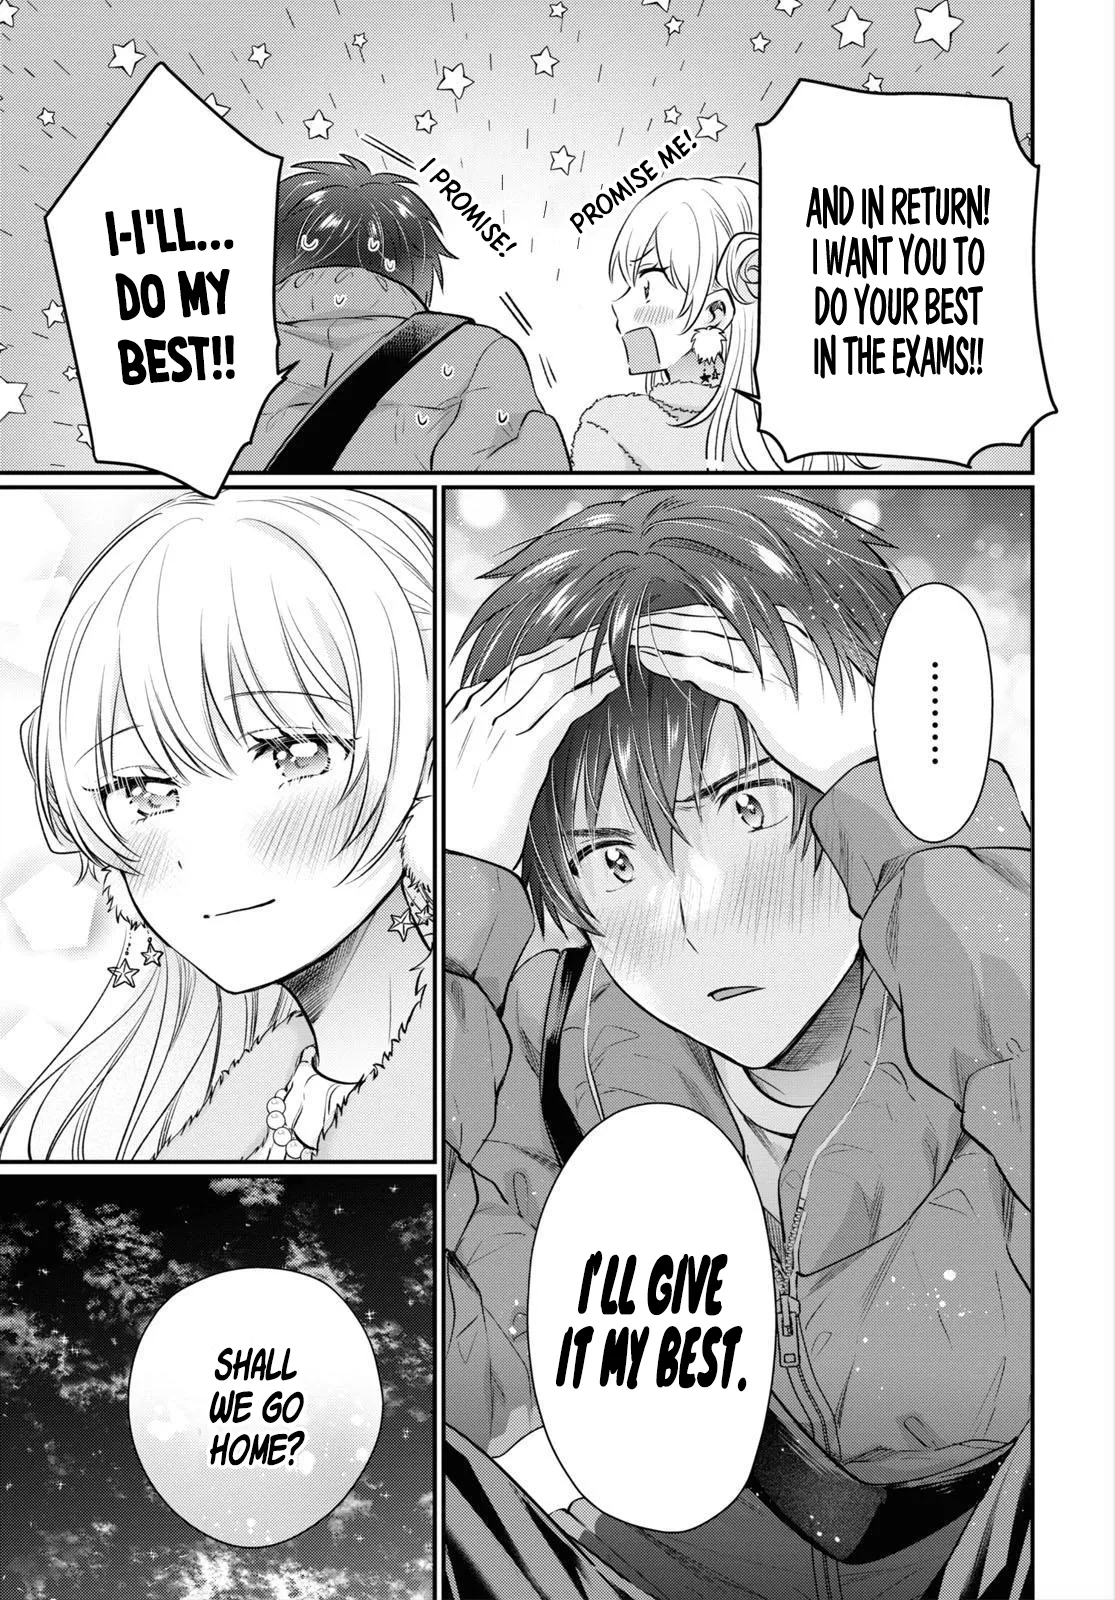 AND IN RETURN!
I WANT YOU TO
DO YOUR BEST
IN THE EXAMS!!
PROMISE ME!
I PROMISE!
I-I'LL...
DO MY
BEST!!
.........
I'LL GIVE
IT MY BEST.
SHALL
WE GO
HOME?